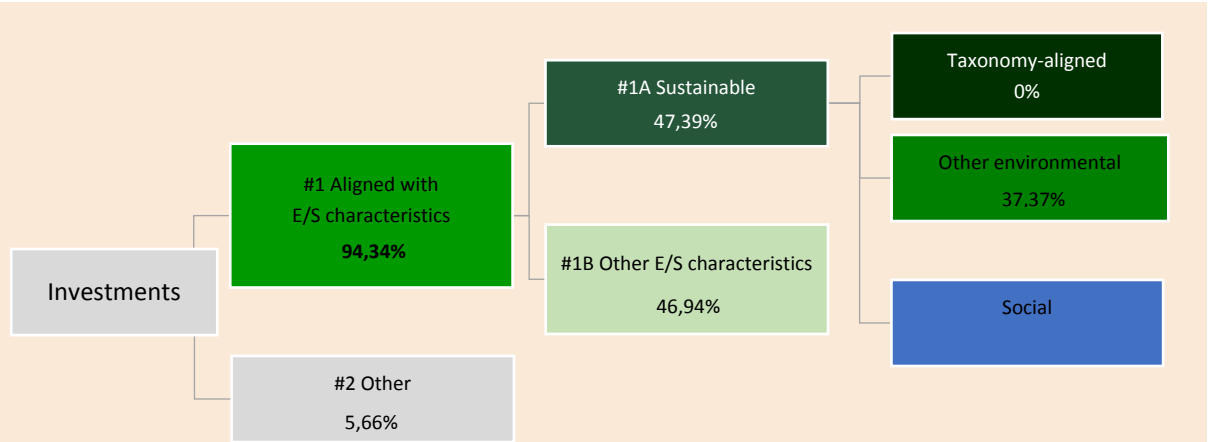 Investments
#1 Aligned with
E/S characteristics
94,34%
#2 Other
5,66%
#1A Sustainable
47,39%
#1B Other E/S characteristics
46,94%
Taxonomy-aligned
0%
Other environmental
37,37%
Social